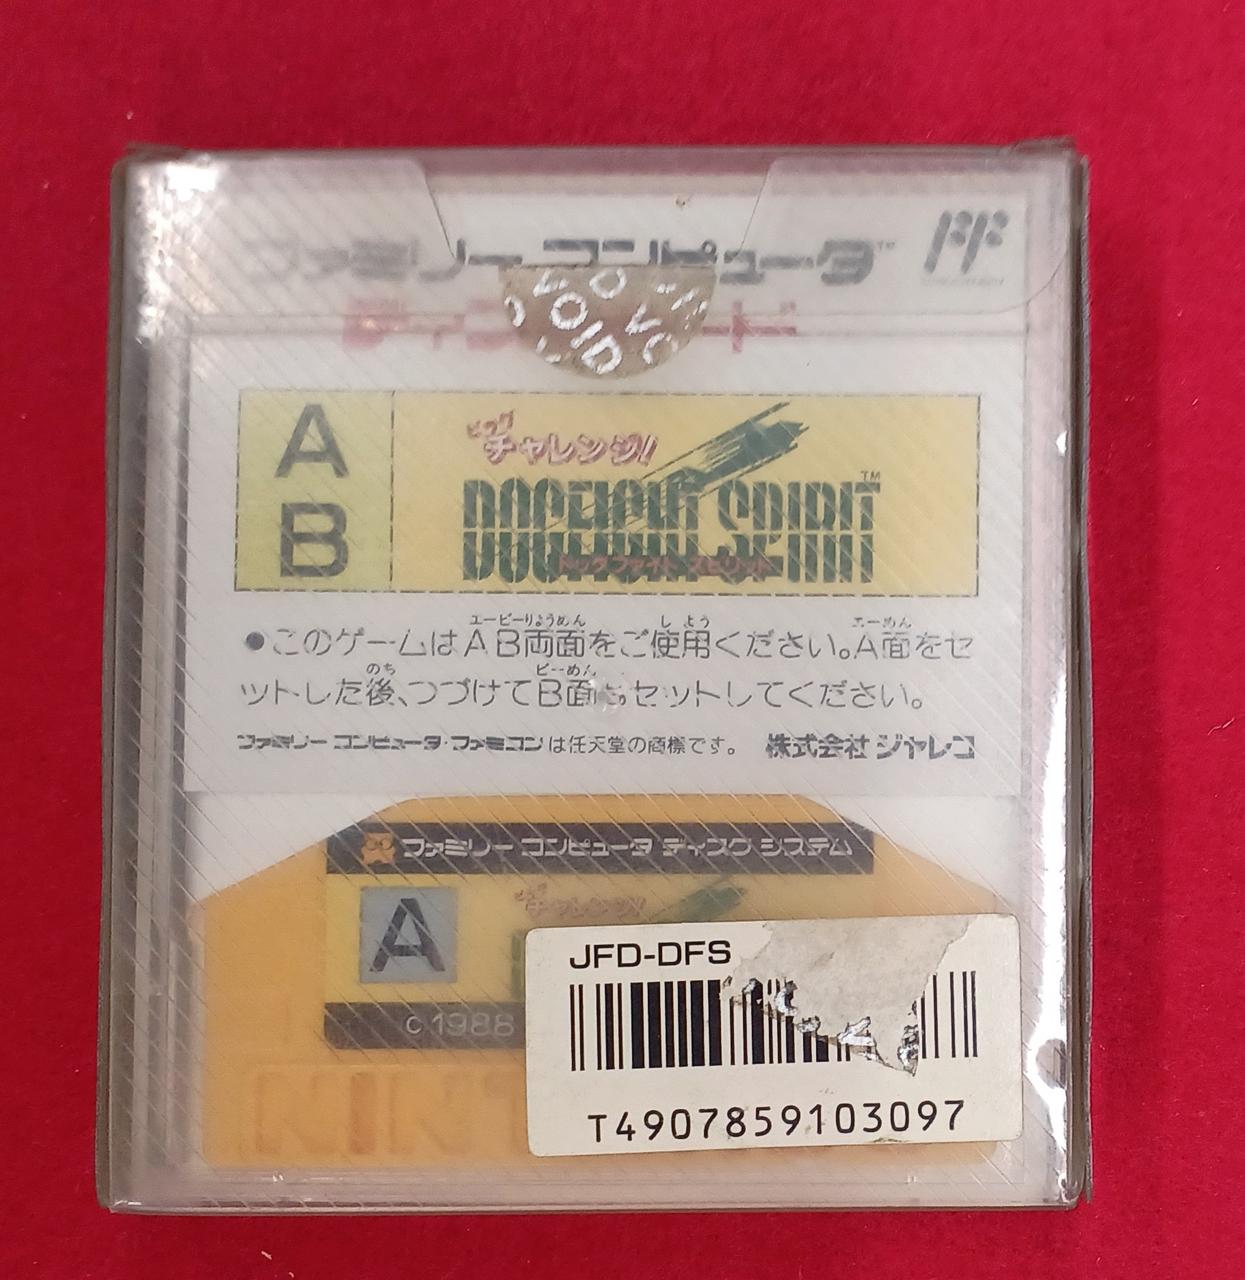 ファミリー コンピュータ™
VOID
A
B
ビッグ
チャレンジ!
DOGFIGHT SPIRIT™
ドッグファイト スピリット
エービーりょうめん しよう エーめん
●このゲームはAB両面をご使用ください。A面をセ
のち ビーめん
ットした後、つづけてB面もセットしてください。
ファミリー コンピュータ・ファミコンは任天堂の商標です。 株式会社 ジャレコ
ファミリー コンピュータ ディスク システム
A
ビッグ
チャレンジ!
c 1988
JFD-DFS
T4907859103097